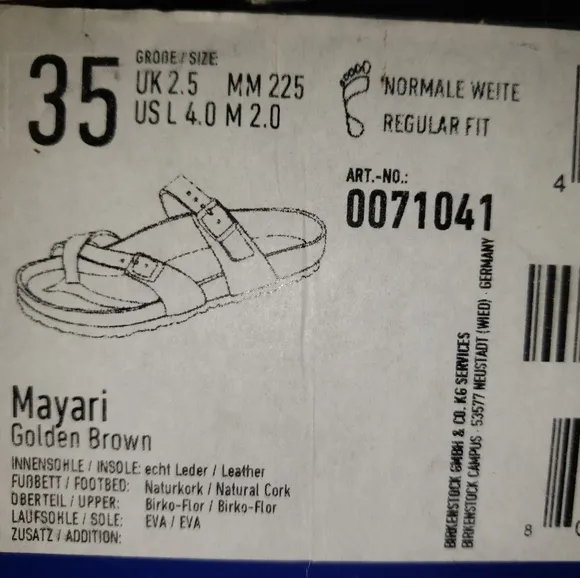 35
GRÖßE / SIZE:
UK 2.5 MM 225
US L 4.0 M 2.0
NORMALE WEITE
REGULAR FIT
ART.-NO.:
0071041
4
Mayari
Golden Brown
INNENSOHLE / INSOLE: echt Leder / Leather
FUßBETT / FOOTBED: Naturkork / Natural Cork
OBERTEIL / UPPER: Birko-Flor / Birko-Flor
LAUFSOHLE / SOLE: EVA / EVA
ZUSATZ / ADDITION:
BIRKENSTOCK GMBH & CO. KG SERVICES
BIRKENSTOCK CAMPUS · 53577 NEUSTADT (WIED) · GERMANY
8